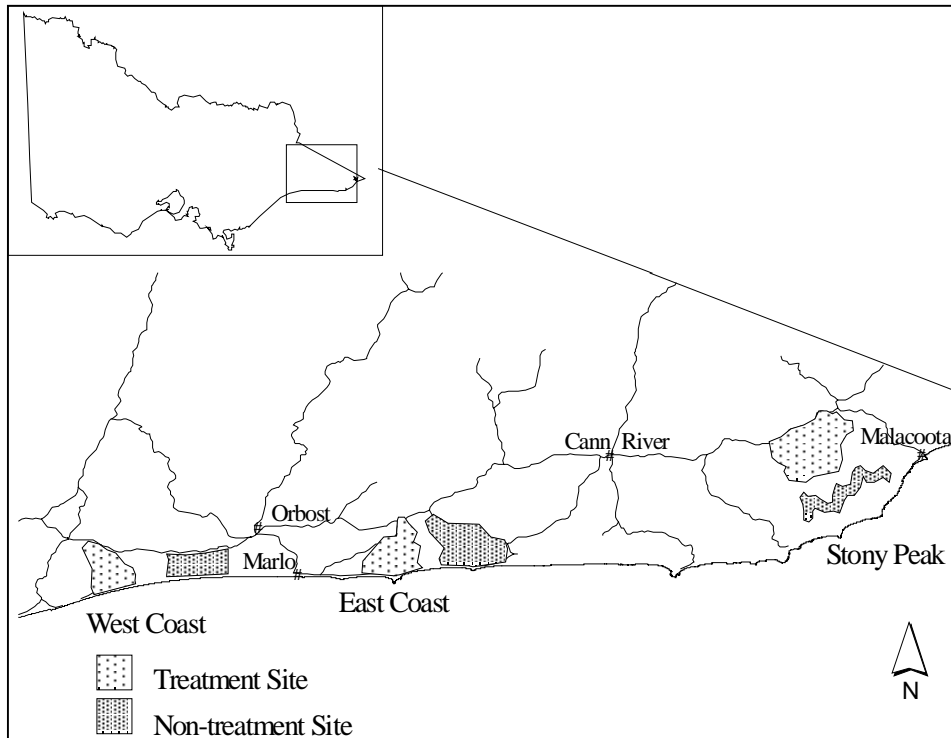 Cann River
Malacoota
Orbost
Marlo
Stony Peak
East Coast
West Coast
Treatment Site
Non-treatment Site
N